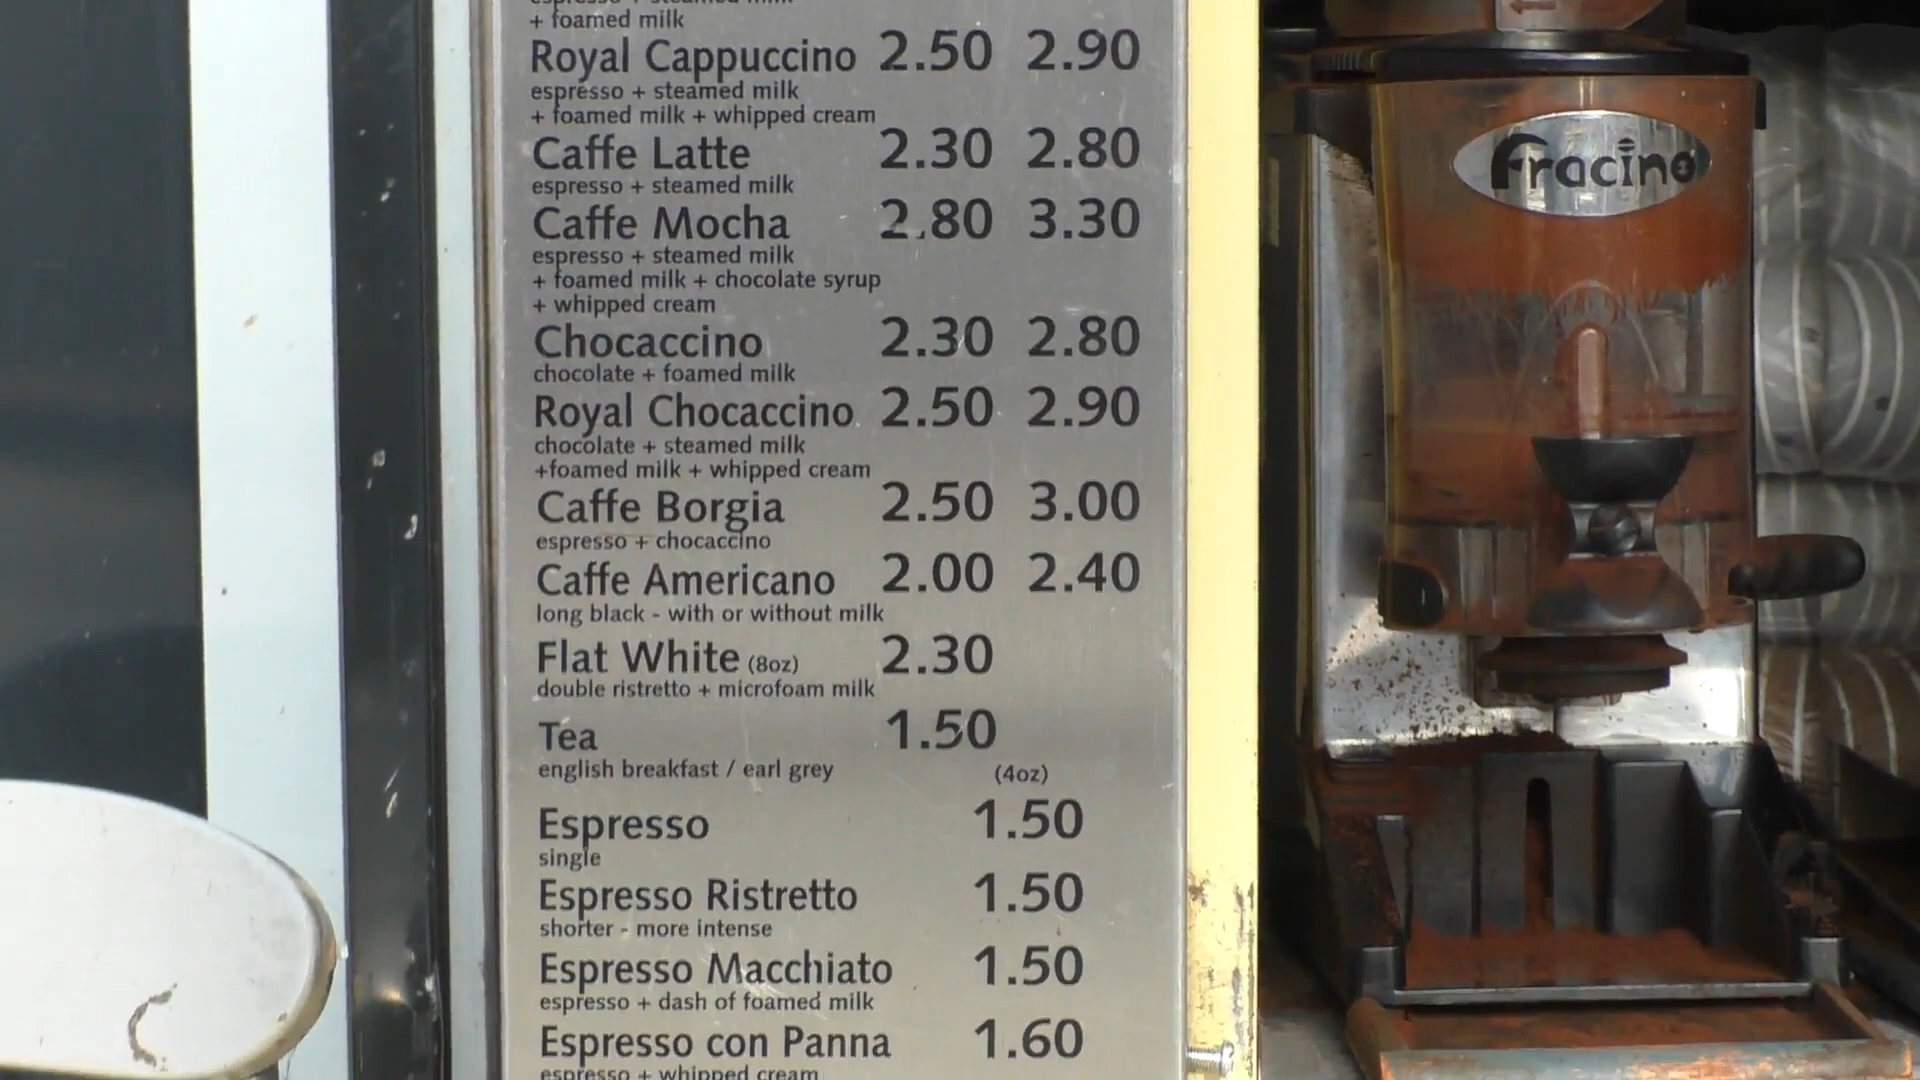 espresso + steamed milk
+ foamed milk
Royal Cappuccino 2.50 2.90
espresso + steamed milk
+ foamed milk + whipped cream
Caffe Latte 2.30 2.80
espresso + steamed milk
Caffe Mocha 2.80 3.30
espresso + steamed milk
+ foamed milk + chocolate syrup
+ whipped cream
Chocaccino 2.30 2.80
chocolate + foamed milk
Royal Chocaccino 2.50 2.90
chocolate + steamed milk
+foamed milk + whipped cream
Caffe Borgia 2.50 3.00
espresso + chocaccino
Caffe Americano 2.00 2.40
long black - with or without milk
Flat White (8oz) 2.30
double ristretto + microfoam milk
Tea 1.50
english breakfast / earl grey
(4oz)
Espresso 1.50
single
Espresso Ristretto 1.50
shorter - more intense
Espresso Macchiato 1.50
espresso + dash of foamed milk
Espresso con Panna 1.60
espresso + whipped cream
Fracino